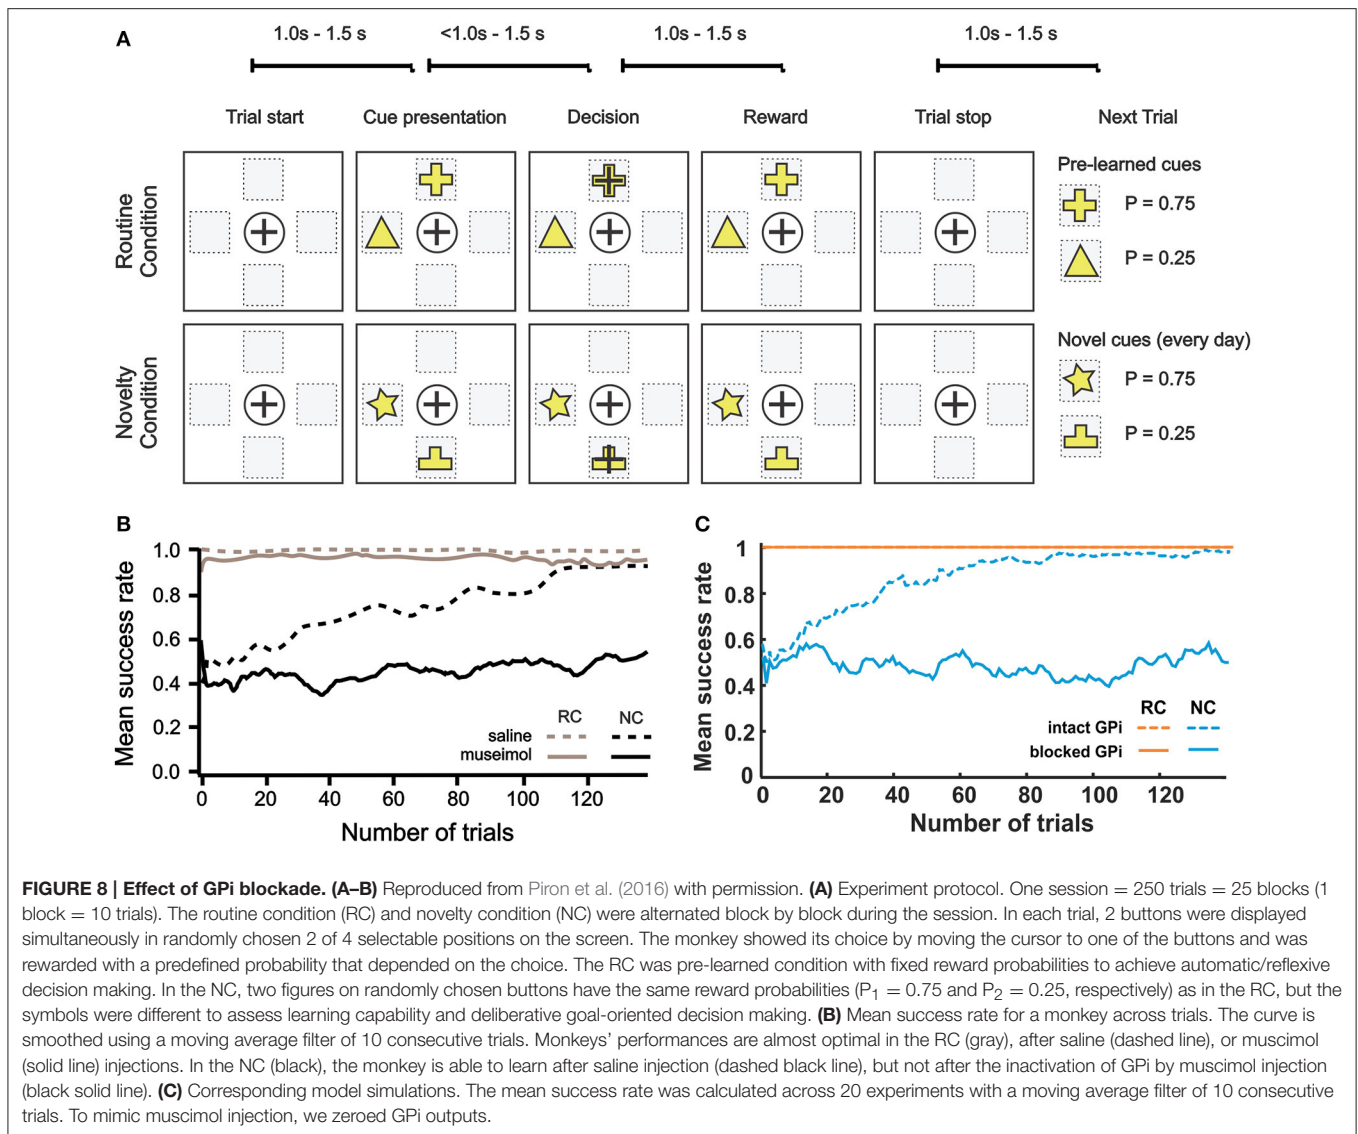 A
1.0s - 1.5 s
<1.0s - 1.5 s
1.0s - 1.5 s
1.0s - 1.5 s
Trial start
Cue presentation
Decision
Reward
Trial stop
Next Trial
Routine
Condition
Pre-learned cues
P = 0.75
P = 0.25
Novelty
Condition
Novel cues (every day)
P = 0.75
P = 0.25
B
Mean success rate
1.0
0.8
0.6
0.4
0.2
0.0
RC NC
saline
museimol
0 20 40 60 80 100 120
Number of trials
C
Mean success rate
1
0.8
0.6
0.4
0.2
0
RC NC
intact GPi
blocked GPi
0 20 40 60 80 100 120
Number of trials
FIGURE 8 | Effect of GPi blockade. (A–B) Reproduced from Piron et al. (2016) with permission. (A) Experiment protocol. One session = 250 trials = 25 blocks (1
block = 10 trials). The routine condition (RC) and novelty condition (NC) were alternated block by block during the session. In each trial, 2 buttons were displayed
simultaneously in randomly chosen 2 of 4 selectable positions on the screen. The monkey showed its choice by moving the cursor to one of the buttons and was
rewarded with a predefined probability that depended on the choice. The RC was pre-learned condition with fixed reward probabilities to achieve automatic/reflexive
decision making. In the NC, two figures on randomly chosen buttons have the same reward probabilities (P1 = 0.75 and P2 = 0.25, respectively) as in the RC, but the
symbols were different to assess learning capability and deliberative goal-oriented decision making. (B) Mean success rate for a monkey across trials. The curve is
smoothed using a moving average filter of 10 consecutive trials. Monkeys' performances are almost optimal in the RC (gray), after saline (dashed line), or muscimol
(solid line) injections. In the NC (black), the monkey is able to learn after saline injection (dashed black line), but not after the inactivation of GPi by muscimol injection
(black solid line). (C) Corresponding model simulations. The mean success rate was calculated across 20 experiments with a moving average filter of 10 consecutive
trials. To mimic muscimol injection, we zeroed GPi outputs.